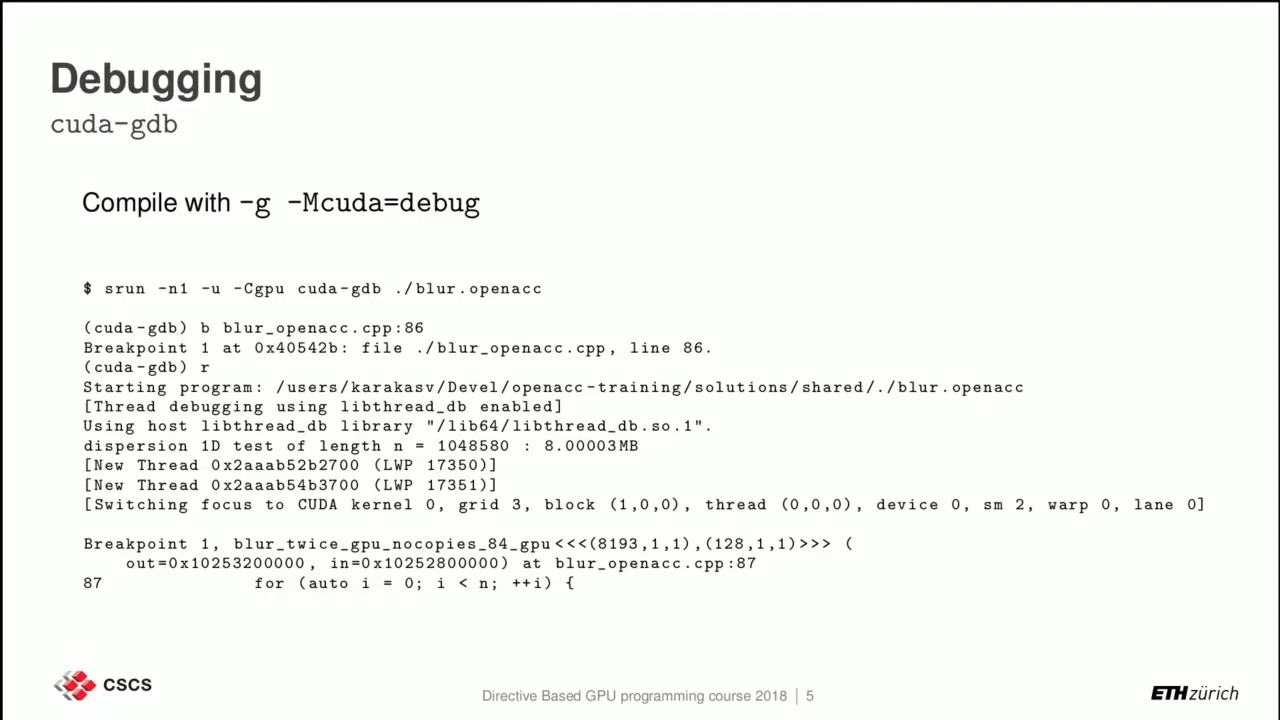 Debugging
cuda-gdb
Compile with -g -Mcuda=debug
$ srun -n1 -u -Cgpu cuda-gdb ./blur.openacc
(cuda-gdb) b blur_openacc.cpp:86
Breakpoint 1 at 0x40542b: file ./blur_openacc.cpp, line 86.
(cuda-gdb) r
Starting program: /users/karakasv/Devel/openacc-training/solutions/shared/./blur.openacc
[Thread debugging using libthread_db enabled]
Using host libthread_db library "/lib64/libthread_db.so.1".
dispersion 1D test of length n = 1048580 : 8.00003MB
[New Thread 0x2aaab52b2700 (LWP 17350)]
[New Thread 0x2aaab54b3700 (LWP 17351)]
[Switching focus to CUDA kernel 0, grid 3, block (1,0,0), thread (0,0,0), device 0, sm 2, warp 0, lane 0]
Breakpoint 1, blur_twice_gpu_nocopies_84_gpu<<<(8193,1,1),(128,1,1)>>> (
out=0x10253200000, in=0x10252800000) at blur_openacc.cpp:87
87 for (auto i = 0; i < n; ++i) {
CSCS
Directive Based GPU programming course 2018 | 5
ETH zürich